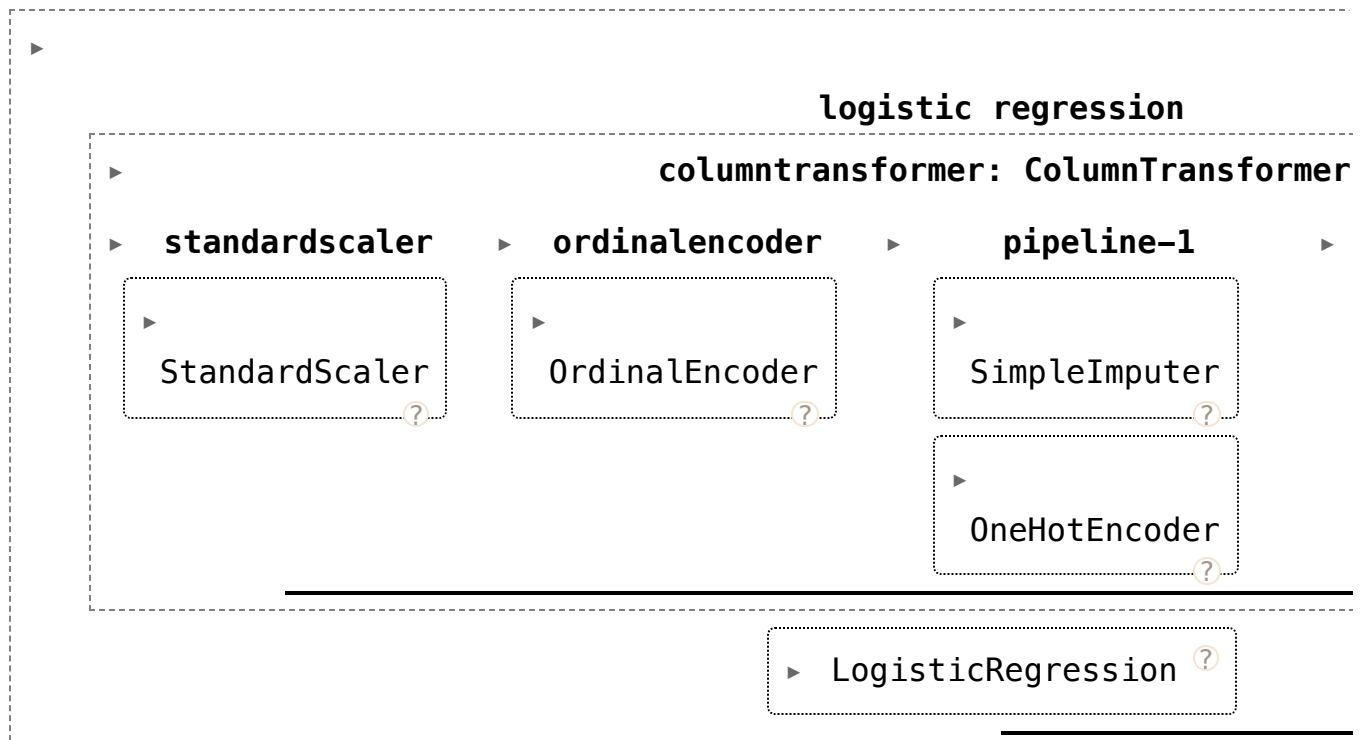 logistic regression
columntransformer: ColumnTransformer
standardscaler ordinalencoder pipeline-1
StandardScaler OrdinalEncoder SimpleImputer
? ? ?
OneHotEncoder
?
LogisticRegression ?